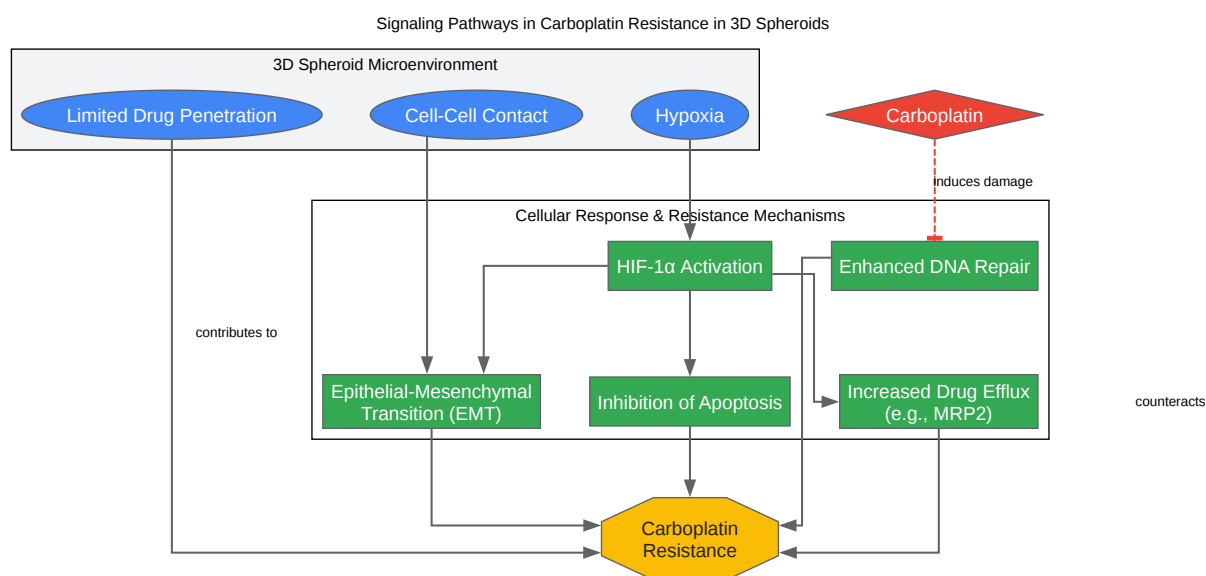 Signaling Pathways in Carboplatin Resistance in 3D Spheroids
3D Spheroid Microenvironment
Limited Drug Penetration
Cell-Cell Contact
Hypoxia
Carboplatin
induces damage
Cellular Response & Resistance Mechanisms
HIF-1α Activation
Enhanced DNA Repair
contributes to
Epithelial-Mesenchymal
Transition (EMT)
Inhibition of Apoptosis
Increased Drug Efflux
(e.g., MRP2)
counteracts
Carboplatin
Resistance